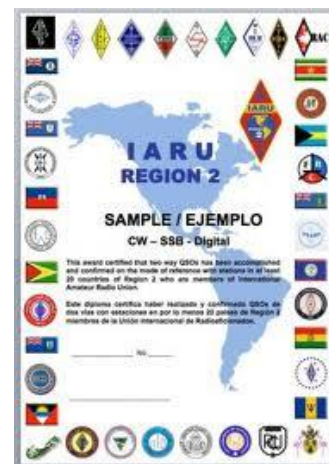 RAC
IARU
I A R U
REGION 2
SAMPLE / EJEMPLO
CW – SSB - Digital
This award certified that two way QSOs has been accomplished
and confirmed on the mode of reference with stations in at least
20 countries of Region 2 who are members of International
Amateur Radio Union.
Este diploma certifica haber realizado y confirmado QSOs de
dos vías con estaciones en por lo menos 20 países de Región 2
miembros de la Unión Internacional de Radioaficionados.
No.